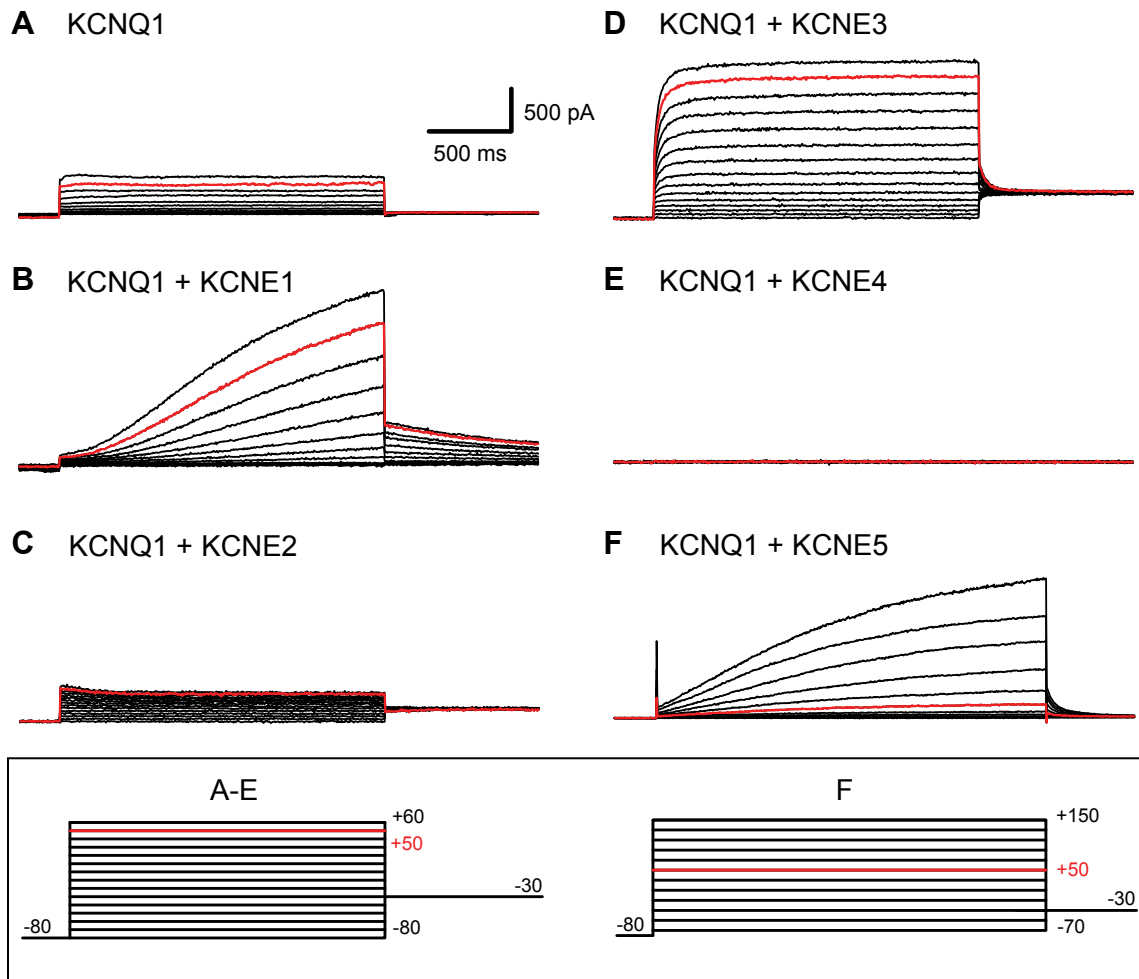 A KCNQ1
500 pA
500 ms
B KCNQ1 + KCNE1
C KCNQ1 + KCNE2
D KCNQ1 + KCNE3
E KCNQ1 + KCNE4
F KCNQ1 + KCNE5
A-E
+60
+50
-30
-80
-80
F
+150
+50
-30
-80
-70